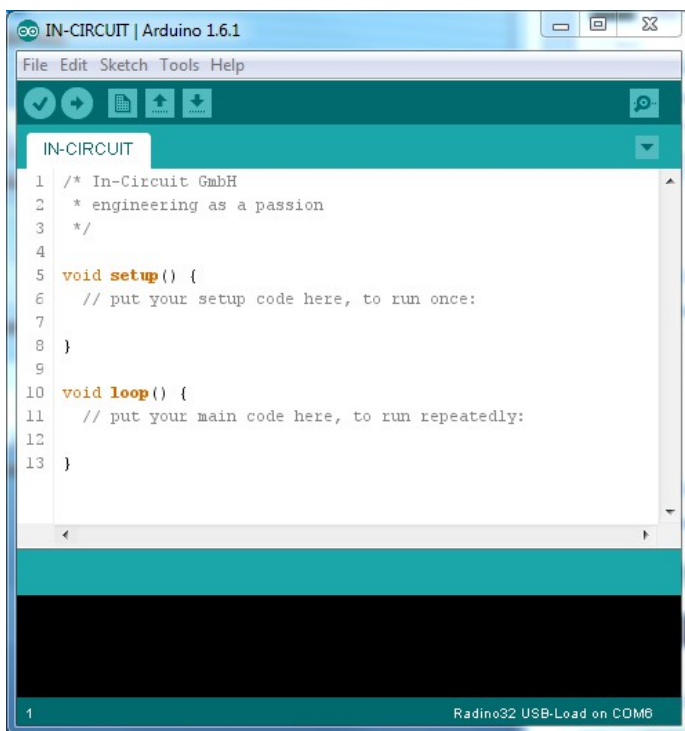 IN-CIRCUIT | Arduino 1.6.1
File Edit Sketch Tools Help
IN-CIRCUIT
1 /* In-Circuit GmbH
2 * engineering as a passion
3 */
4
5 void setup() {
6 // put your setup code here, to run once:
7
8 }
9
10 void loop() {
11 // put your main code here, to run repeatedly:
12
13 }
1 Radino32 USB-Load on COM6